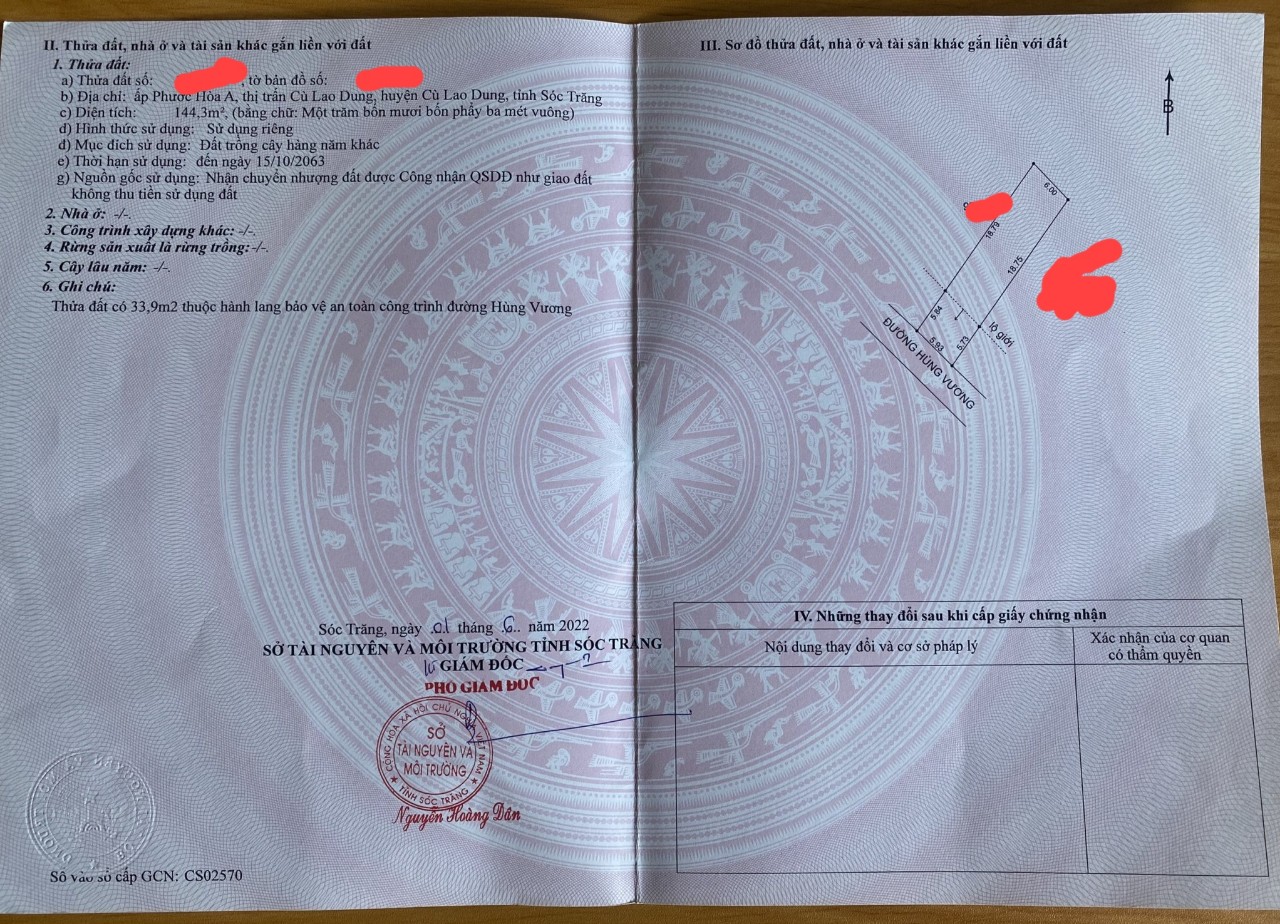 II. Thửa đất, nhà ở và tài sản khác gắn liền với đất
1. Thửa đất:
a) Thửa đất số: , tờ bản đồ số:
b) Địa chỉ: ấp Phước Hòa A, thị trấn Cù Lao Dung, huyện Cù Lao Dung, tỉnh Sóc Trăng
c) Diện tích: 144,3m², (bằng chữ: Một trăm bốn mươi bốn phẩy ba mét vuông)
d) Hình thức sử dụng: Sử dụng riêng
đ) Mục đích sử dụng: Đất trồng cây hàng năm khác
e) Thời hạn sử dụng: đến ngày 15/10/2063
g) Nguồn gốc sử dụng: Nhận chuyển nhượng đất được Công nhận QSDĐ như giao đất
không thu tiền sử dụng đất
2. Nhà ở: -/-.
3. Công trình xây dựng khác: -/-.
4. Rừng sản xuất là rừng trồng: -/-.
5. Cây lâu năm: -/-.
6. Ghi chú:
Thửa đất có 33,9m2 thuộc hành lang bảo vệ an toàn công trình đường Hùng Vương
Sóc Trăng, ngày 01 tháng 6 năm 2022
SỞ TÀI NGUYÊN VÀ MÔI TRƯỜNG TỈNH SÓC TRĂNG
GIÁM ĐỐC
PHÓ GIÁM ĐỐC
CỘNG HÒA XÃ HỘI CHỦ NGHĨA VIỆT NAM
SỞ
TÀI NGUYÊN VÀ
MÔI TRƯỜNG
TỈNH SÓC TRĂNG
Nguyễn Hoàng Dân
Số vào sổ cấp GCN: CS02570
III. Sơ đồ thửa đất, nhà ở và tài sản khác gắn liền với đất
B
6.00
18.79
18.75
5.84
5.73
5.83
lộ giới
ĐƯỜNG HÙNG VƯƠNG
IV. Những thay đổi sau khi cấp giấy chứng nhận
Nội dung thay đổi và cơ sở pháp lý
Xác nhận của cơ quan
có thẩm quyền